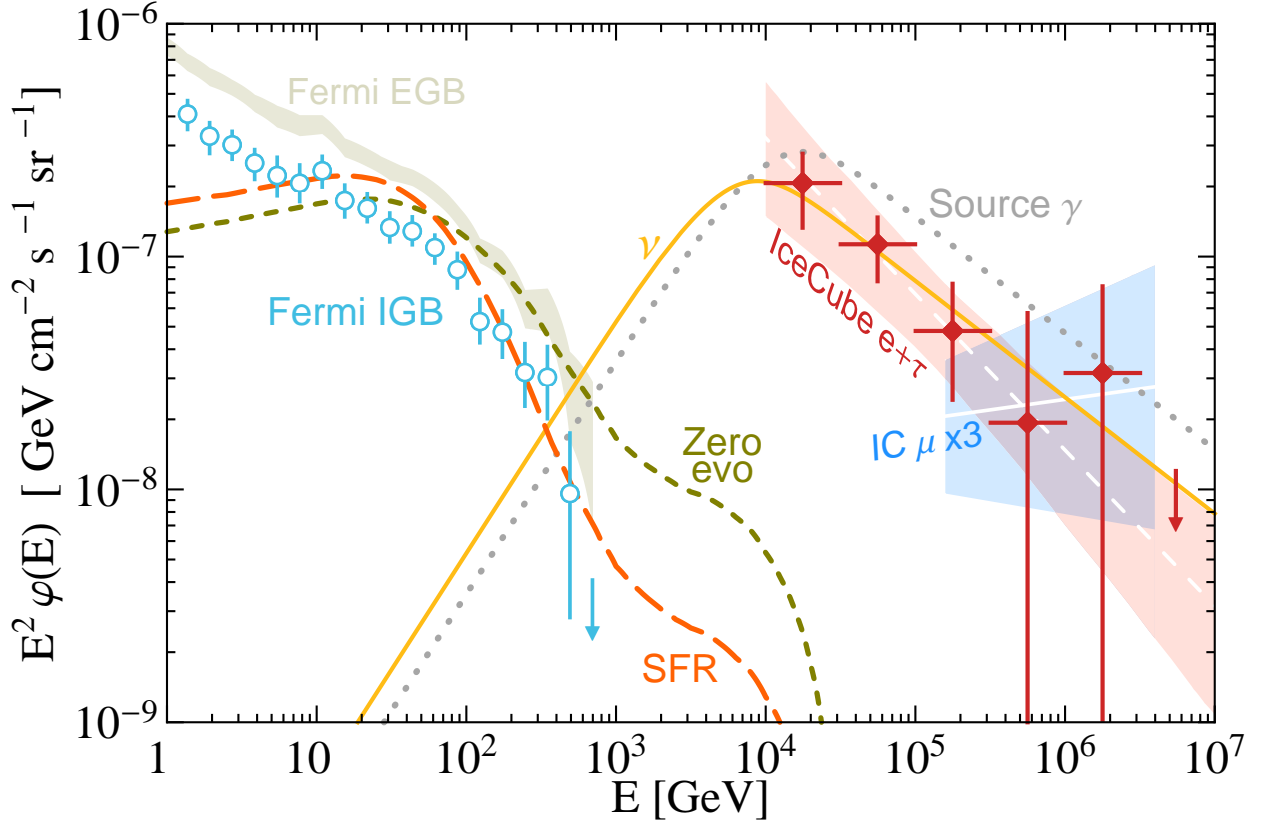 10⁻⁶
Fermi EGB
Source γ
ν
10⁻⁷
IceCube e+τ
Fermi IGB
Zero
evo
IC μ x3
10⁻⁸
SFR
10⁻⁹
1 10 10² 10³ 10⁴ 10⁵ 10⁶ 10⁷
E [GeV]
E² φ(E) [ GeV cm⁻² s⁻¹ sr⁻¹]